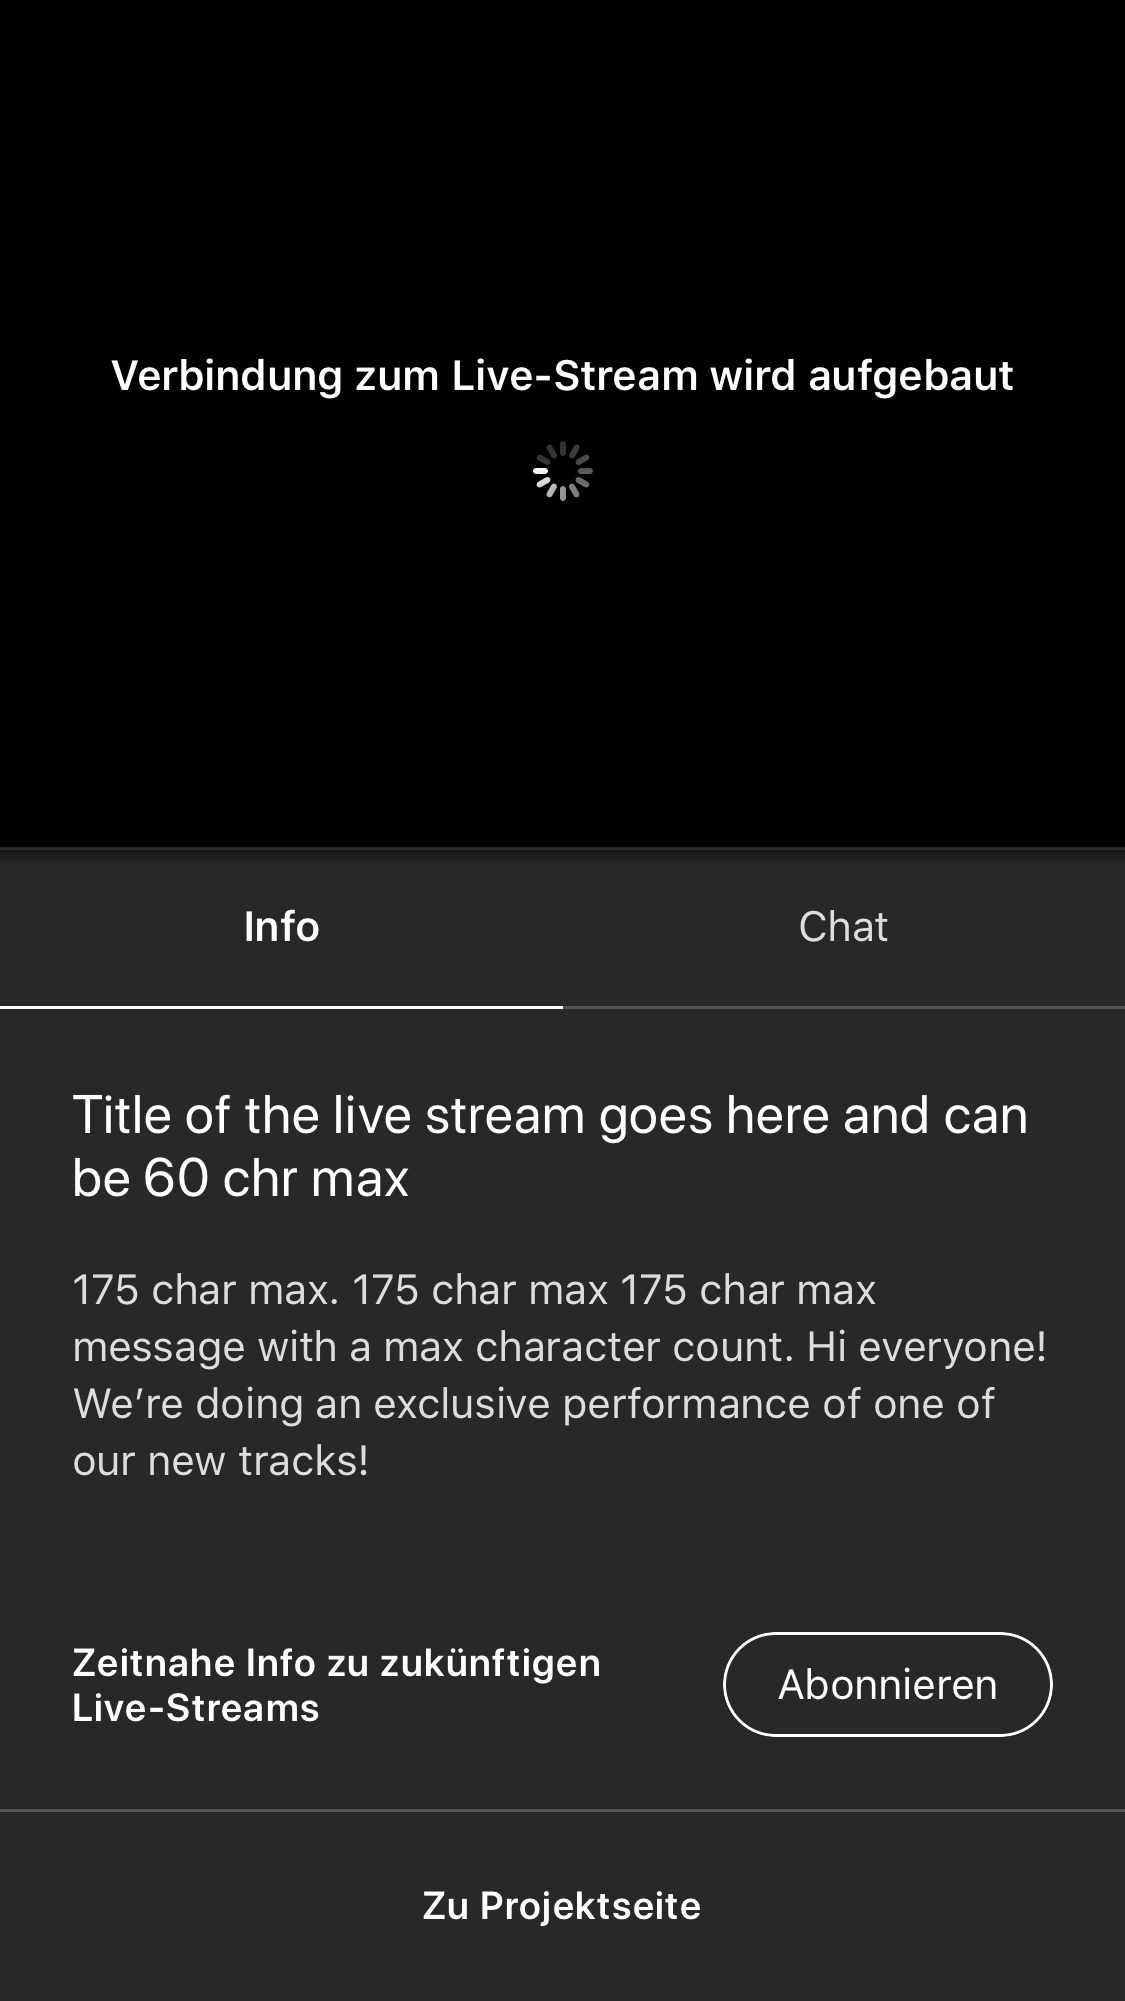 Verbindung zum Live-Stream wird aufgebaut
Info
Chat
Title of the live stream goes here and can
be 60 chr max
175 char max. 175 char max 175 char max
message with a max character count. Hi everyone!
We’re doing an exclusive performance of one of
our new tracks!
Zeitnahe Info zu zukünftigen
Live-Streams
Abonnieren
Zu Projektseite